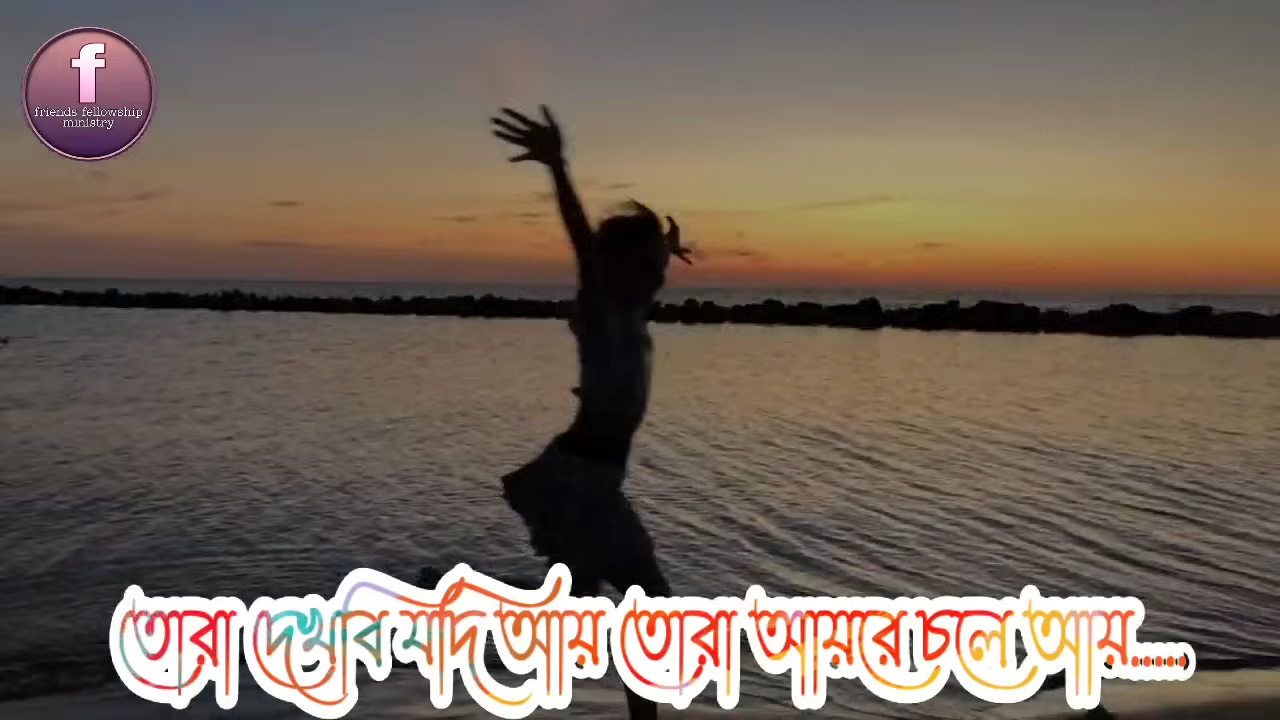 f
friends fellowship
ministry
তোরা দেখবি যদি আয় তোরা আয়রে চলে আয়......